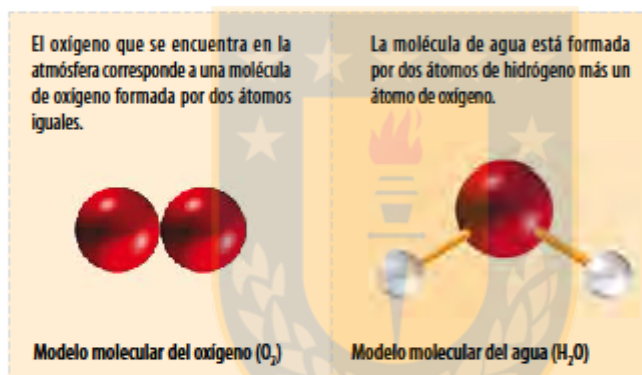 El oxígeno que se encuentra en la
atmósfera corresponde a una molécula
de oxígeno formada por dos átomos
iguales.
Modelo molecular del oxígeno (O₂)
La molécula de agua está formada
por dos átomos de hidrógeno más un
átomo de oxígeno.
Modelo molecular del agua (H₂O)